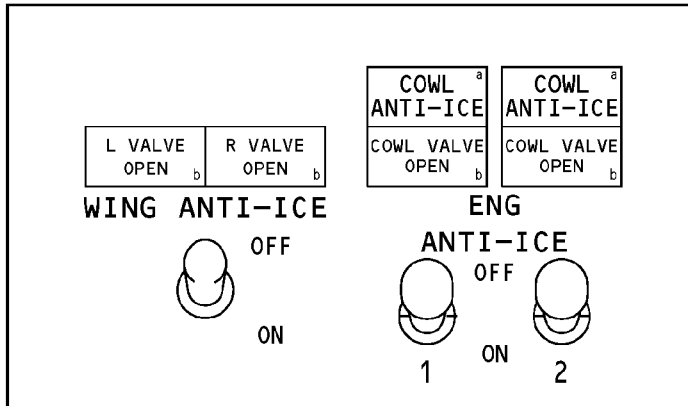 COWL a
ANTI-ICE
COWL VALVE
OPEN b
COWL a
ANTI-ICE
COWL VALVE
OPEN b
L VALVE
OPEN b
R VALVE
OPEN b
WING ANTI-ICE
OFF
ON
ENG
ANTI-ICE
OFF
ON
1
2